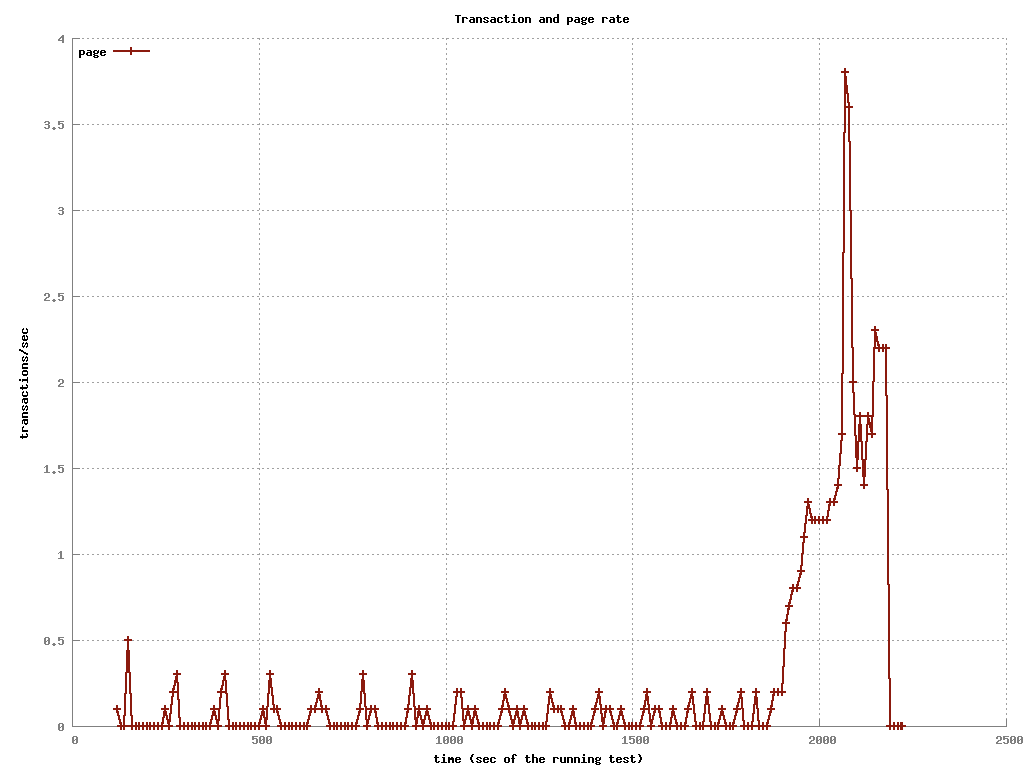 Transaction and page rate
page
4
3.5
3
2.5
2
1.5
1
0.5
0
transactions/sec
0 500 1000 1500 2000 2500
time (sec of the running test)